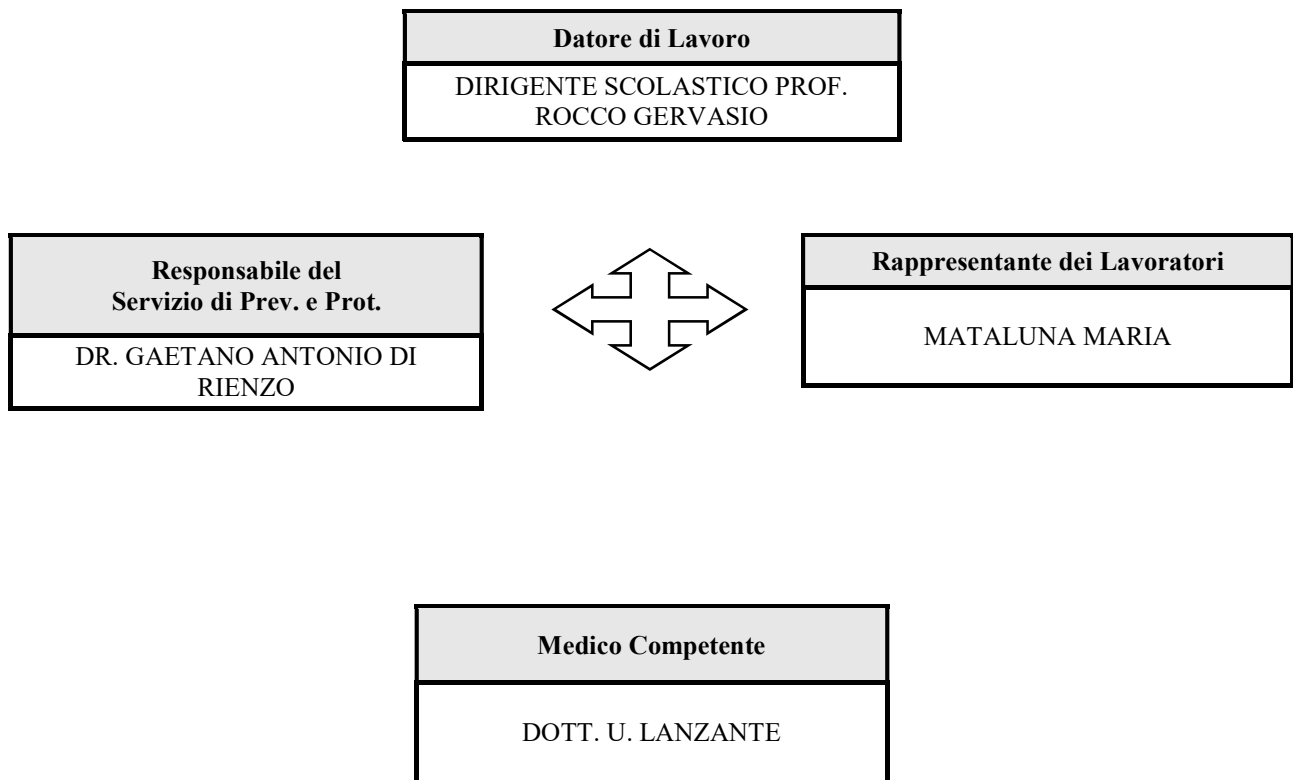 Datore di Lavoro
DIRIGENTE SCOLASTICO PROF.
ROCCO GERVASIO
Responsabile del
Servizio di Prev. e Prot.
DR. GAETANO ANTONIO DI
RIENZO
Rappresentante dei Lavoratori
MATALUNA MARIA
Medico Competente
DOTT. U. LANZANTE